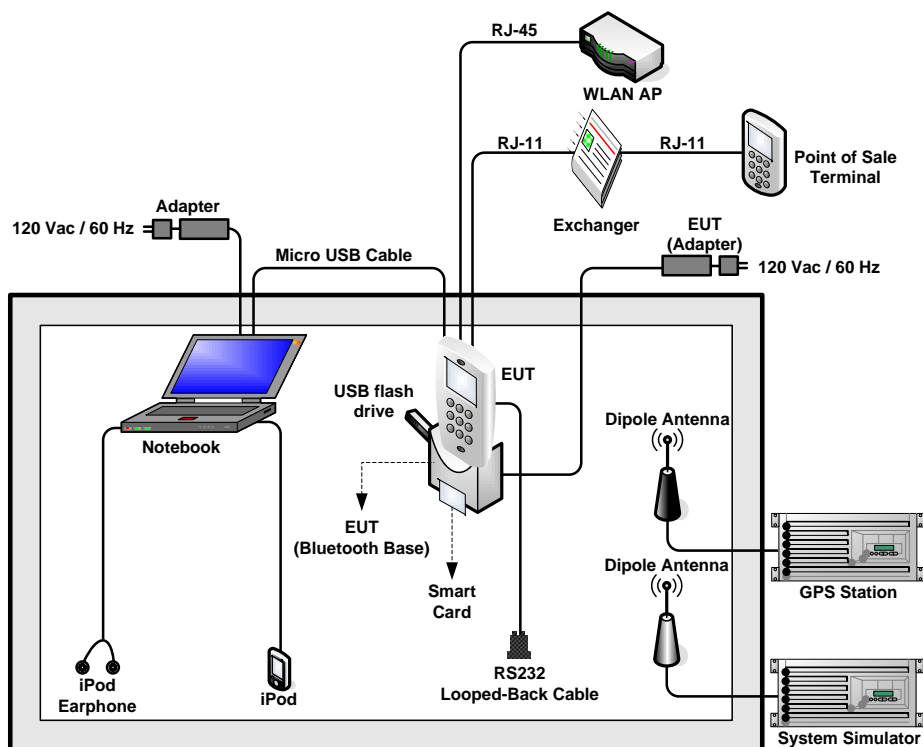 RJ-45
WLAN AP
RJ-11
RJ-11
Point of Sale
Terminal
Exchanger
Adapter
120 Vac / 60 Hz
EUT
(Adapter)
Micro USB Cable
120 Vac / 60 Hz
EUT
USB flash
drive
Dipole Antenna
Notebook
EUT
(Bluetooth Base)
Smart
Card
Dipole Antenna
GPS Station
iPod
Earphone
iPod
RS232
Looped-Back Cable
System Simulator